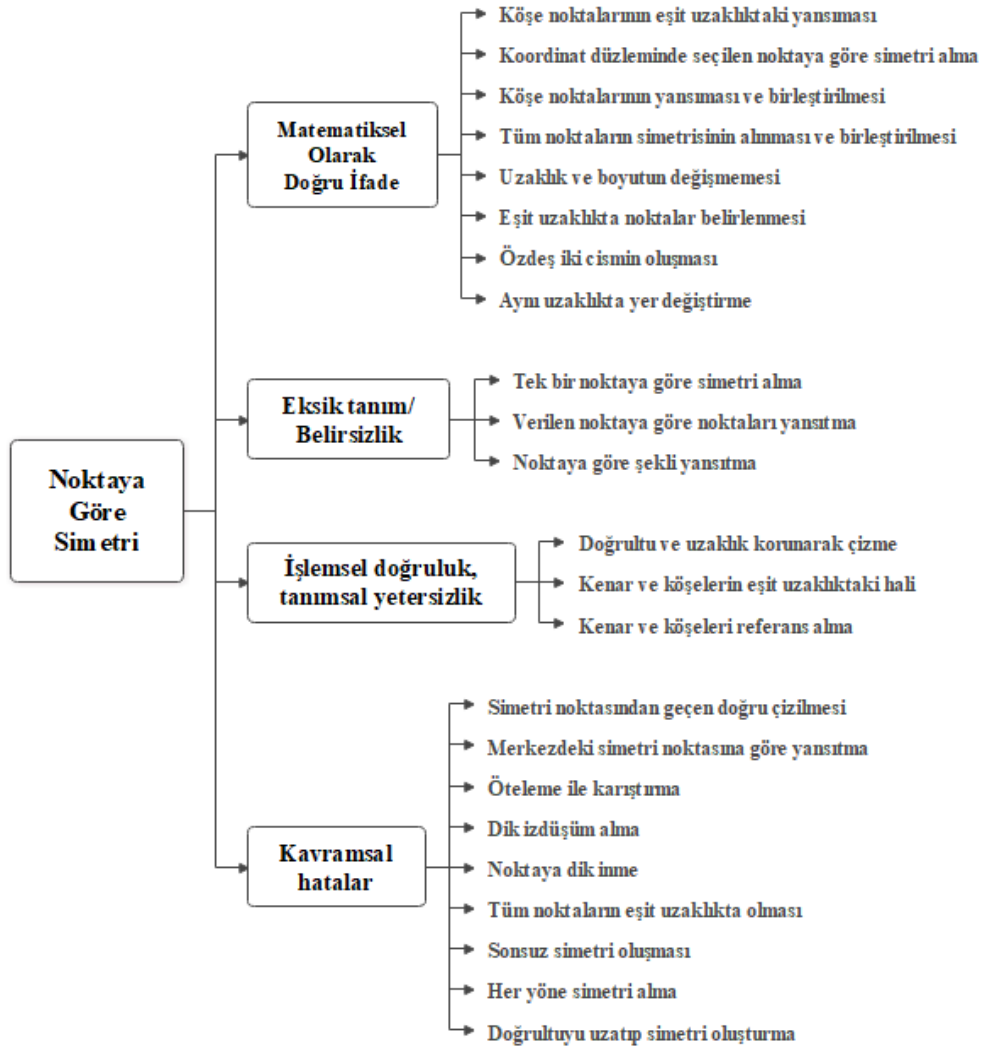 Noktaya
Göre
Simetri
Matematiksel
Olarak
Doğru İfade
Köşe noktalarının eşit uzaklıktaki yansıması
Koordinat düzleminde seçilen noktaya göre simetri alma
Köşe noktalarının yansıması ve birleştirilmesi
Tüm noktaların simetrisinin alınması ve birleştirilmesi
Uzaklık ve boyutun değişmemesi
Eşit uzaklıkta noktalar belirlenmesi
Özdeş iki cismin oluşması
Aynı uzaklıkta yer değiştirme
Eksik tanım/
Belirsizlik
Tek bir noktaya göre simetri alma
Verilen noktaya göre noktaları yansıtma
Noktaya göre şekli yansıtma
İşlemsel doğruluk,
tanımsal yetersizlik
Doğrultu ve uzaklık korunarak çizme
Kenar ve köşelerin eşit uzaklıktaki hali
Kenar ve köşeleri referans alma
Kavramsal
hatalar
Simetri noktasından geçen doğru çizilmesi
Merkezdeki simetri noktasına göre yansıtma
Öteleme ile karıştırma
Dik izdüşüm alma
Noktaya dik inme
Tüm noktaların eşit uzaklıkta olması
Sonsuz simetri oluşması
Her yöne simetri alma
Doğrultuyu uzatıp simetri oluşturma